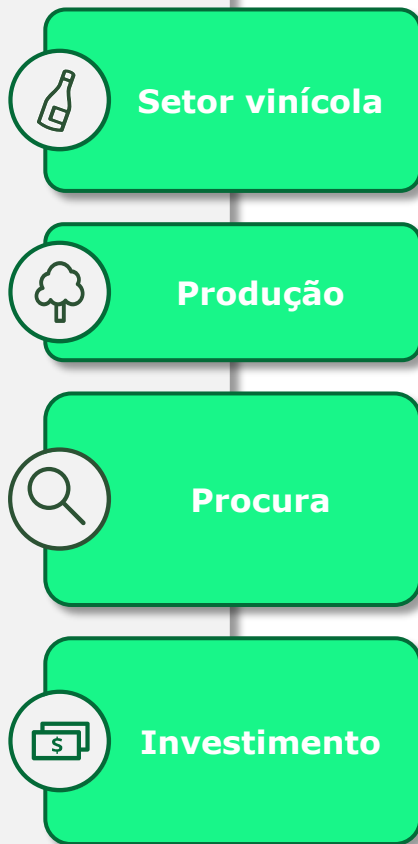 Setor vinícola
Produção
Procura
$
Investimento